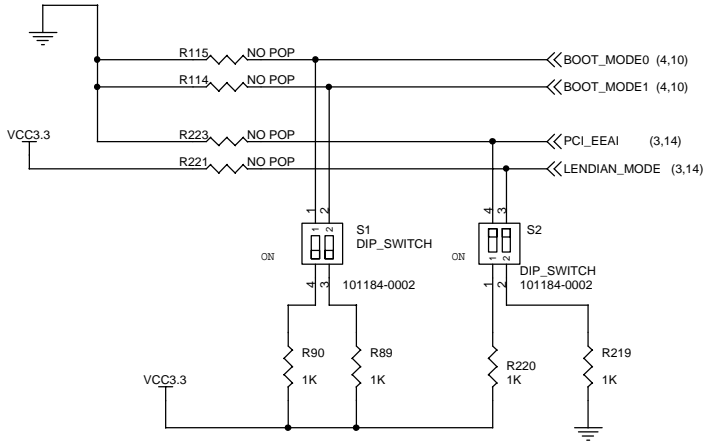 R115 NO POP BOOT_MODE0 (4,10)
R114 NO POP BOOT_MODE1 (4,10)
VCC3.3
R223 NO POP PCI_EEAI (3,14)
R221 NO POP LENDIAN_MODE (3,14)
1 2 4 3
1 2 S1 S2
DIP_SWITCH
ON ON 1 2
DIP_SWITCH
4 3 101184-0002 1 2 101184-0002
R90 R89 R220 R219
1K 1K 1K 1K
VCC3.3